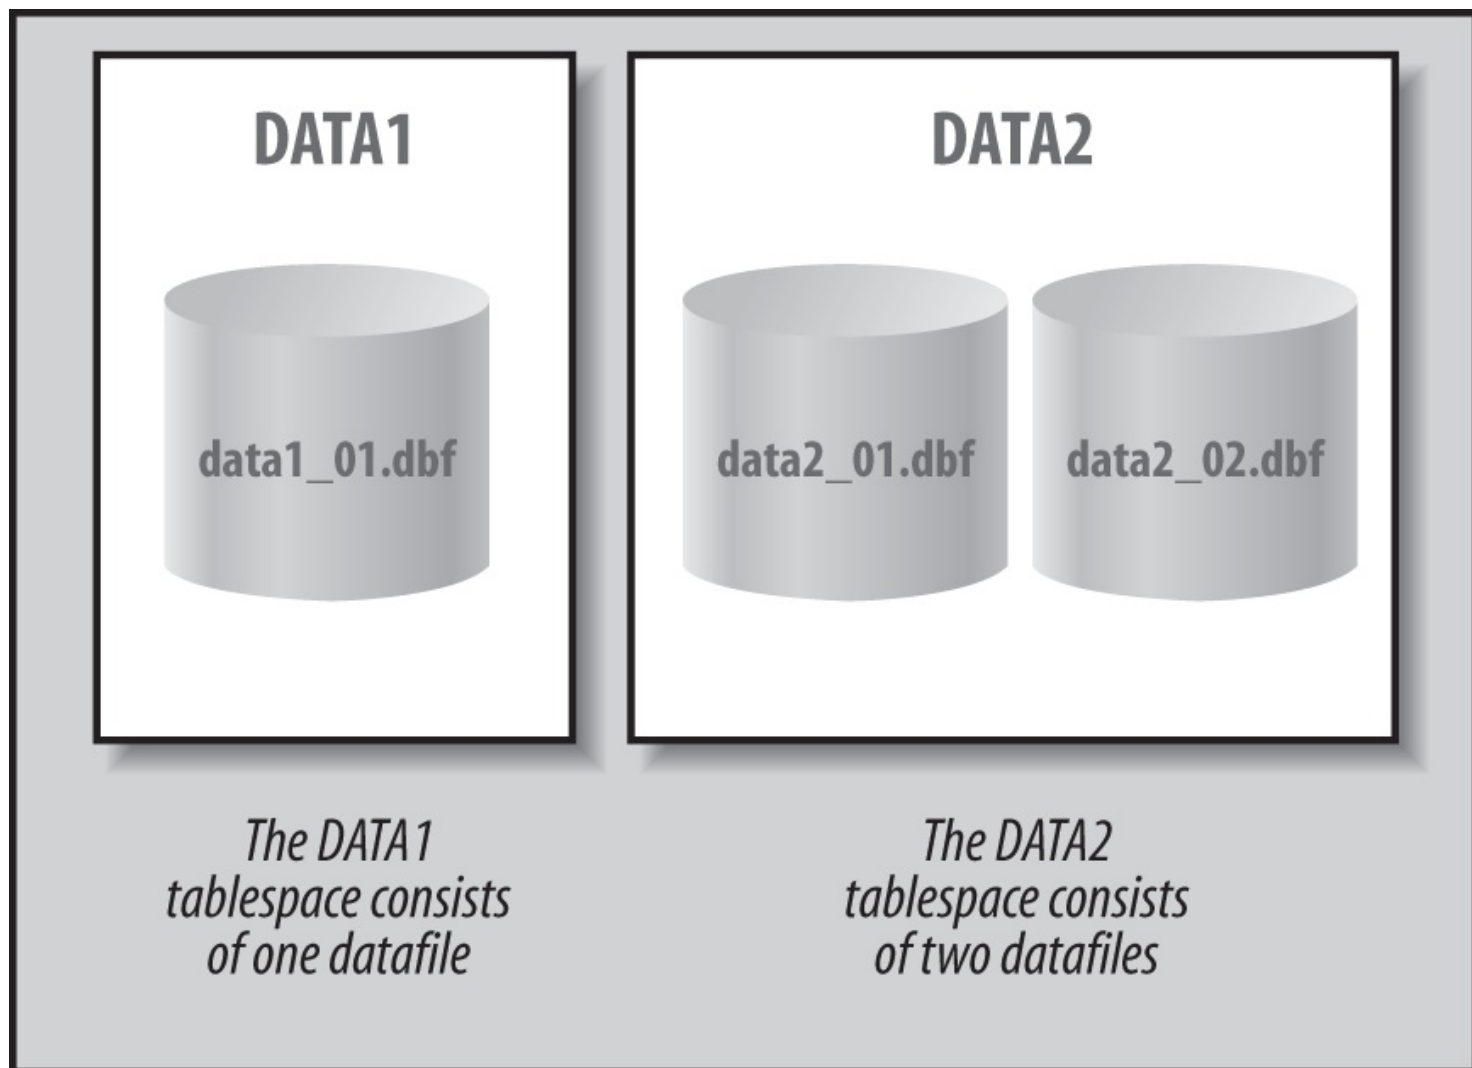 DATA1
data1_01.dbf
The DATA1
tablespace consists
of one datafile
DATA2
data2_01.dbf
data2_02.dbf
The DATA2
tablespace consists
of two datafiles